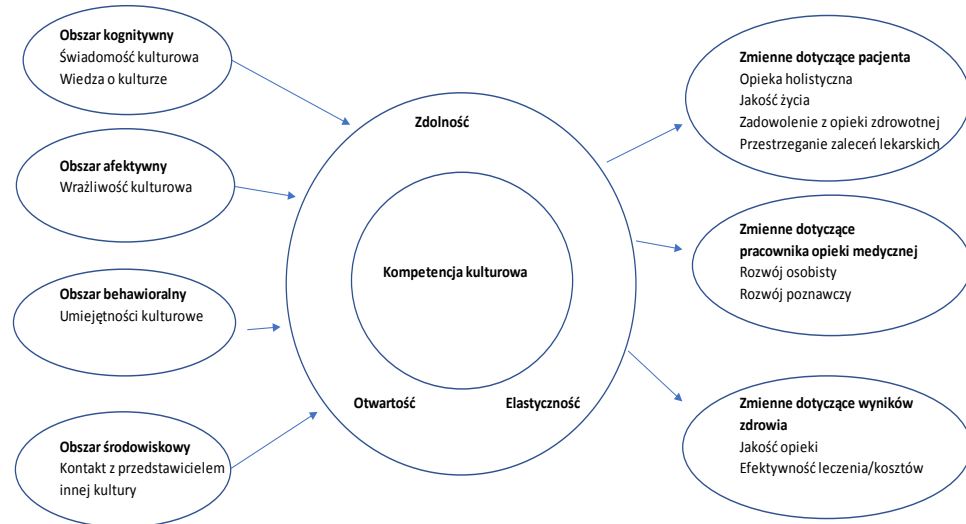 Obszar kognitywny
Świadomość kulturowa
Wiedza o kulturze
Obszar afektywny
Wrażliwość kulturowa
Obszar behawioralny
Umiejętności kulturowe
Obszar środowiskowy
Kontakt z przedstawicielem
innej kultury
Zdolność
Kompetencja kulturowa
Otwartość
Elastyczność
Zmienne dotyczące pacjenta
Opieka holistyczna
Jakość życia
Zadowolenie z opieki zdrowotnej
Przestrzeganie zaleceń lekarskich
Zmienne dotyczące
pracownika opieki medycznej
Rozwój osobisty
Rozwój poznawczy
Zmienne dotyczące wyników
zdrowia
Jakość opieki
Efektywność leczenia/kosztów